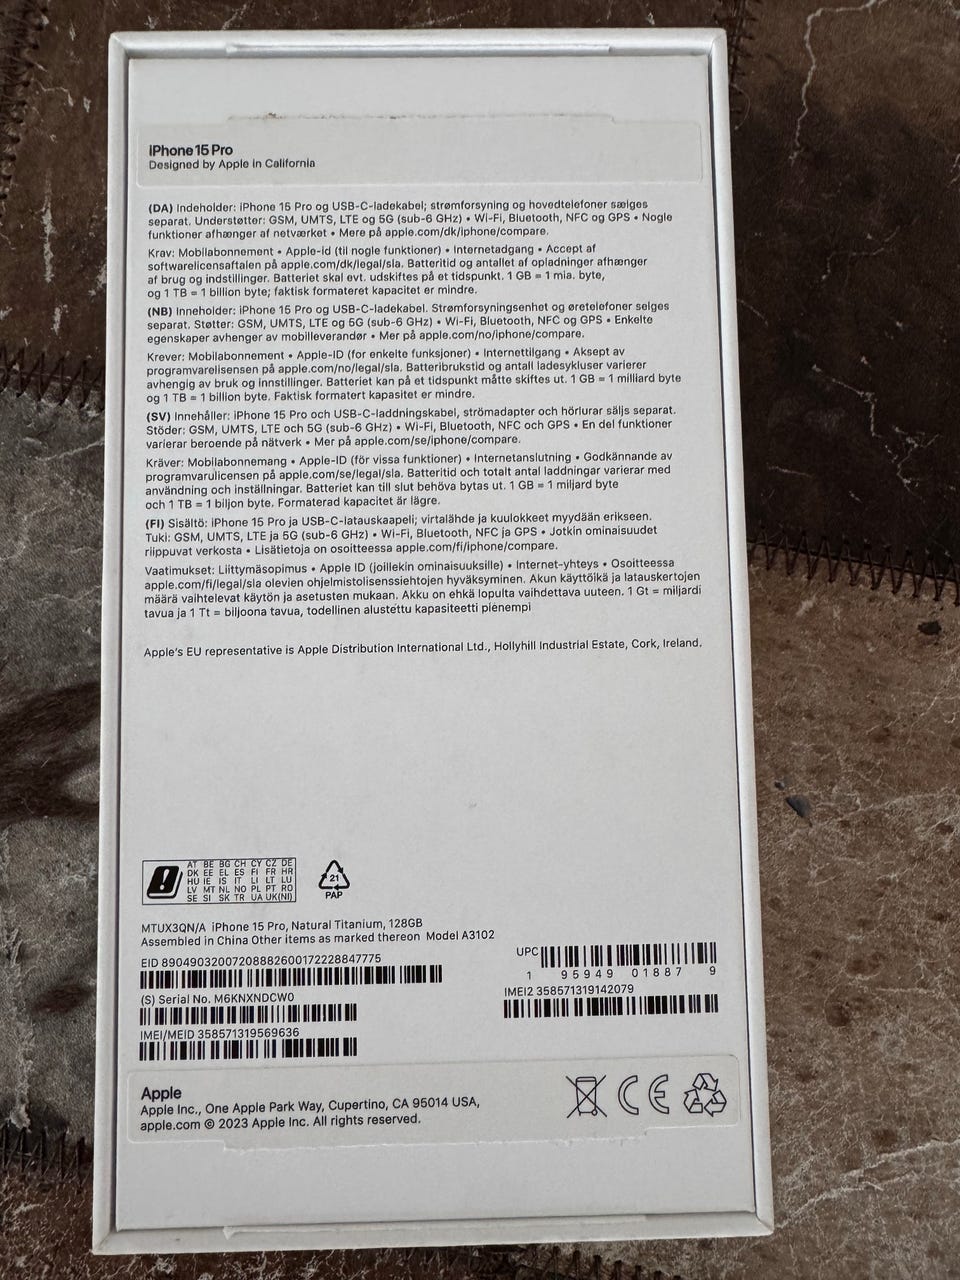 iPhone 15 Pro
Designed by Apple in California
(DA) Indeholder: iPhone 15 Pro og USB-C-ladekabel; strømforsyning og hovedtelefoner sælges
separat. Understøtter: GSM, UMTS, LTE og 5G (sub-6 GHz) • Wi-Fi, Bluetooth, NFC og GPS • Nogle
funktioner afhænger af netværket • Mere på apple.com/dk/iphone/compare.
Krav: Mobilabonnement • Apple-id (til nogle funktioner) • Internetadgang • Accept af
softwarelicensaftalen på apple.com/dk/legal/sla. Batteritid og antallet af opladninger afhænger
af brug og indstillinger. Batteriet skal evt. udskiftes på et tidspunkt. 1 GB = 1 mia. byte,
og 1 TB = 1 billion byte; faktisk formateret kapacitet er mindre.
(NB) Inneholder: iPhone 15 Pro og USB-C-ladekabel. Strømforsyningsenhet og øretelefoner selges
separat. Støtter: GSM, UMTS, LTE og 5G (sub-6 GHz) • Wi-Fi, Bluetooth, NFC og GPS • Enkelte
egenskaper avhenger av mobilleverandør • Mer på apple.com/no/iphone/compare.
Krever: Mobilabonnement • Apple-ID (for enkelte funksjoner) • Internettilgang • Aksept av
programvarelisensen på apple.com/no/legal/sla. Batteribrukstid og antall ladesykluser varierer
avhengig av bruk og innstillinger. Batteriet kan på et tidspunkt måtte skiftes ut. 1 GB = 1 milliard byte
og 1 TB = 1 billion byte. Faktisk formatert kapasitet er mindre.
(SV) Innehåller: iPhone 15 Pro och USB-C-laddningskabel, strömadapter och hörlurar säljs separat.
Stöder: GSM, UMTS, LTE och 5G (sub-6 GHz) • Wi-Fi, Bluetooth, NFC och GPS • En del funktioner
varierar beroende på nätverk • Mer på apple.com/se/iphone/compare.
Kräver: Mobilabonnemang • Apple-ID (för vissa funktioner) • Internetanslutning • Godkännande av
programvarulicensen på apple.com/se/legal/sla. Batteritid och totalt antal laddningar varierar med
användning och inställningar. Batteriet kan till slut behöva bytas ut. 1 GB = 1 miljard byte
och 1 TB = 1 biljon byte. Formaterad kapacitet är lägre.
(FI) Sisältö: iPhone 15 Pro ja USB-C-latauskaapeli; virtalähde ja kuulokkeet myydään erikseen.
Tuki: GSM, UMTS, LTE ja 5G (sub-6 GHz) • Wi-Fi, Bluetooth, NFC ja GPS • Jotkin ominaisuudet
riippuvat verkosta • Lisätietoja on osoitteessa apple.com/fi/iphone/compare.
Vaatimukset: Liittymäsopimus • Apple ID (joillekin ominaisuuksille) • Internet-yhteys • Osoitteessa
apple.com/fi/legal/sla olevien ohjelmistolisenssiehtojen hyväksyminen. Akun käyttöikä ja latauskertojen
määrä vaihtelevat käytön ja asetusten mukaan. Akku on ehkä lopulta vaihdettava uuteen. 1 Gt = miljardi
tavua ja 1 Tt = biljoona tavua, todellinen alustettu kapasiteetti pienempi
Apple's EU representative is Apple Distribution International Ltd., Hollyhill Industrial Estate, Cork, Ireland.
AT BE BG CH CY CZ DE
DK EE EL ES FI FR HR
HU IE IS IT LI LT LU
LV MT NL NO PL PT RO
SE SI SK TR UA UK(NI)
21
PAP
MTUX3QN/A iPhone 15 Pro, Natural Titanium, 128GB
Assembled in China Other items as marked thereon Model A3102
EID 89049032007208882600172228847775
(S) Serial No. M6KNXNDCW0
IMEI/MEID 358571319569636
UPC
1 95949 01887 9
IMEI2 358571319142079
Apple
Apple Inc., One Apple Park Way, Cupertino, CA 95014 USA,
apple.com © 2023 Apple Inc. All rights reserved.
CE